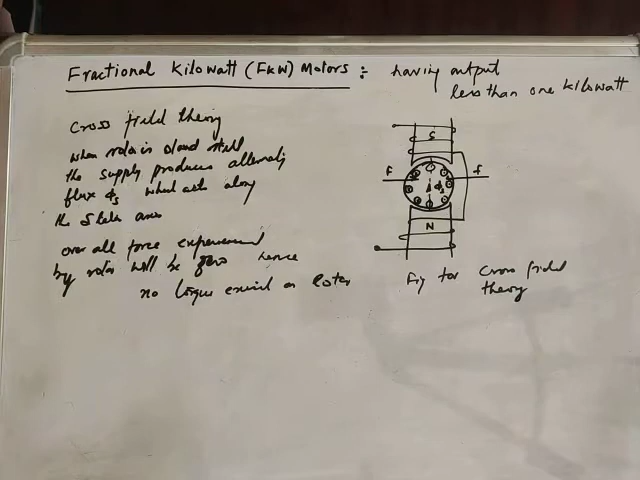 Fractional Kilowatt (FKW) Motors : having output
less than one kilowatt
Cross field theory
when rotor is stand still
the supply produces alternatiy
flux ϕs which acts along
the Stator axis
over all force experienced
by rotor will be zero hence
no torque exerted on rotor
S
F
f
ϕs
N
Fig for Cross field
theory